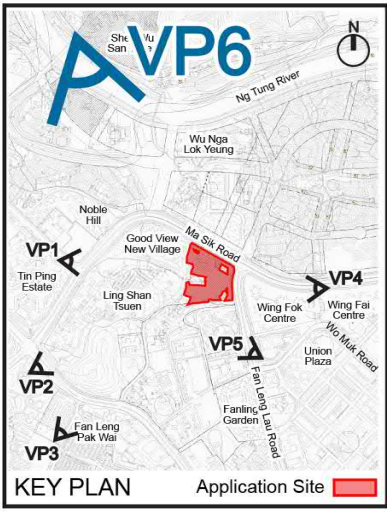 VP6
N
Ng Tung River
Wu Nga
Lok Yeung
Noble
Hill
Good View
New Village
Ma Sik Road
VP1
Tin Ping
Estate
Ling Shan
Tsuen
VP4
Wing Fok
Centre
Wing Fai
Centre
Wo Muk Road
VP5
Union
Plaza
VP2
Fan Leng Lau Road
Fanling
Garden
Fan Leng
Pak Wai
VP3
KEY PLAN
Application Site